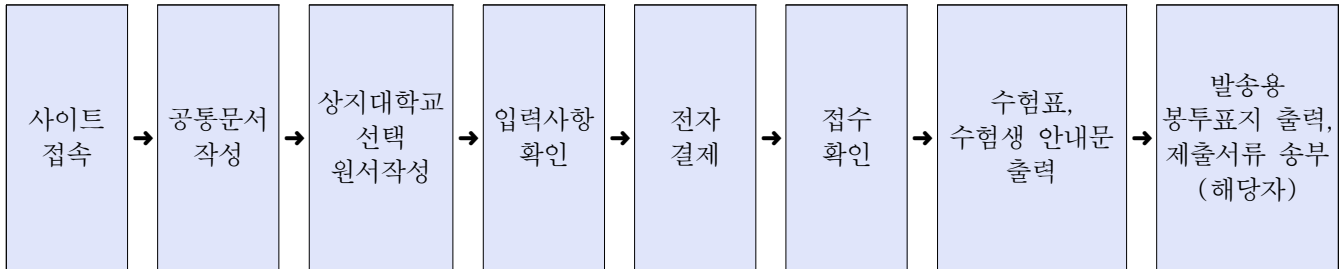 사이트
접속
➜
공통문서
작성
➜
상지대학교
선택
원서작성
➜
입력사항
확인
➜
전자
결제
➜
접수
확인
➜
수험표,
수험생 안내문
출력
➜
발송용
봉투표지 출력,
제출서류 송부
(해당자)